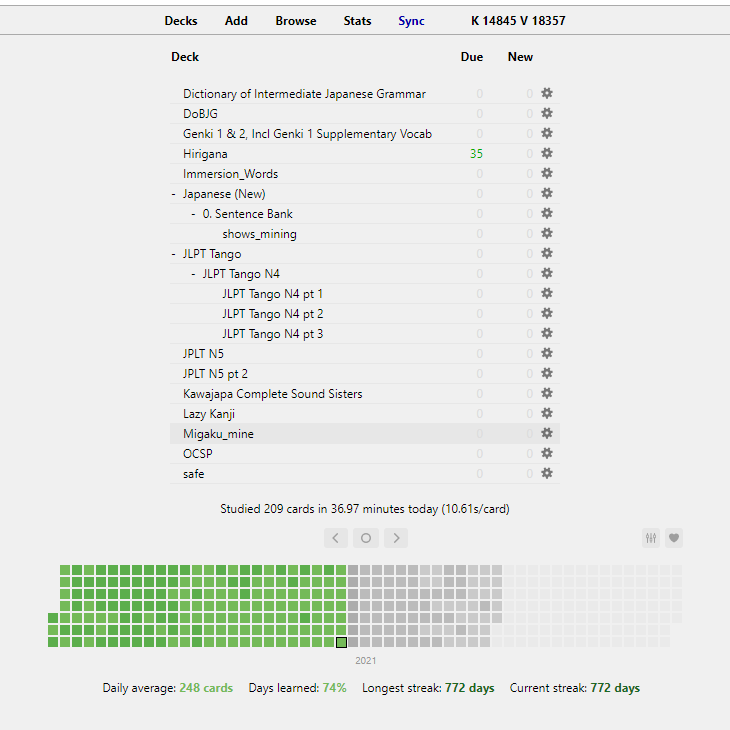 Decks Add Browse Stats Sync K 14845 V 18357
Deck Due New
Dictionary of Intermediate Japanese Grammar 0 0
DoBJG 0 0
Genki 1 & 2, Incl Genki 1 Supplementary Vocab 0 0
Hirigana 35 0
Immersion_Words 0 0
- Japanese (New) 0 0
- 0. Sentence Bank 0 0
shows_mining 0 0
- JLPT Tango 0 0
- JLPT Tango N4 0 0
JLPT Tango N4 pt 1 0 0
JLPT Tango N4 pt 2 0 0
JLPT Tango N4 pt 3 0 0
JPLT N5 0 0
JPLT N5 pt 2 0 0
Kawajapa Complete Sound Sisters 0 0
Lazy Kanji 0 0
Migaku_mine 0 0
OCSP 0 0
safe 0 0
Studied 209 cards in 36.97 minutes today (10.61s/card)
2021
Daily average: 248 cards Days learned: 74% Longest streak: 772 days Current streak: 772 days